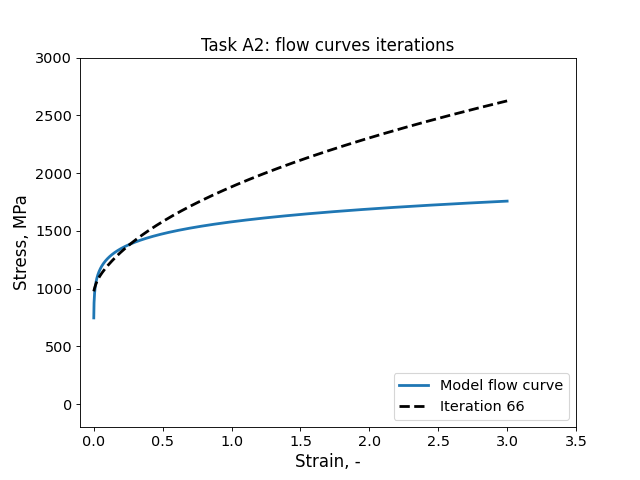 Task A2: flow curves iterations
3000
2500
2000
1500
1000
500
0
Stress, MPa
0.0 0.5 1.0 1.5 2.0 2.5 3.0 3.5
Strain, -
Model flow curve
Iteration 66